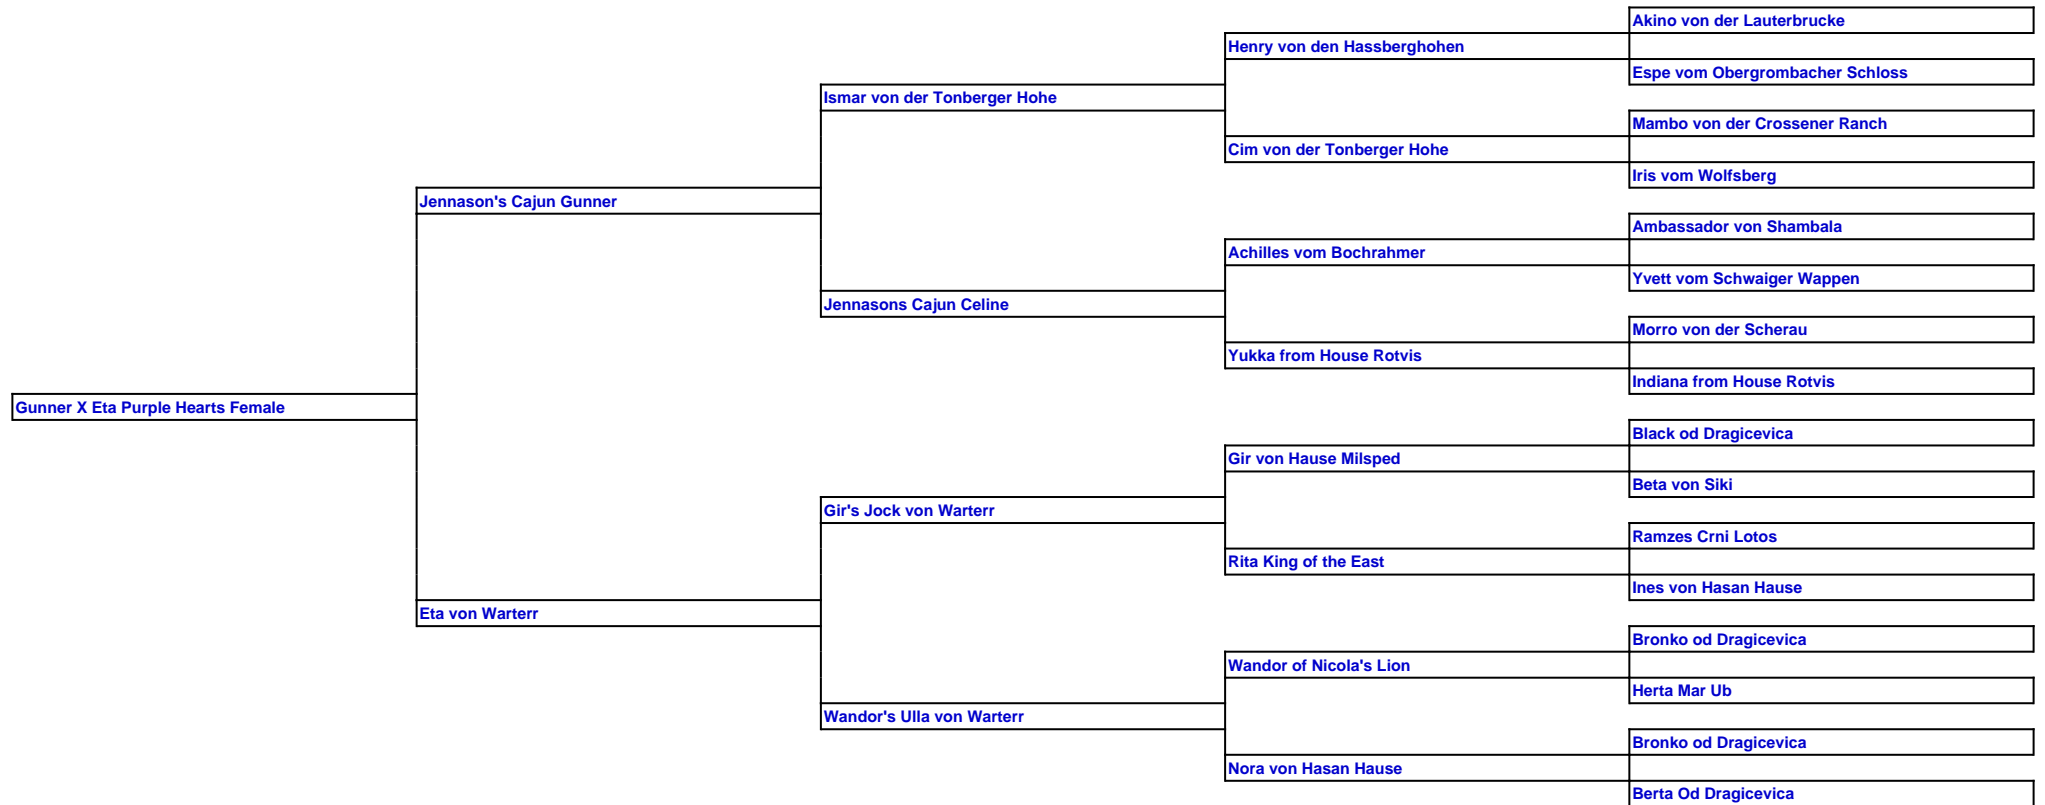 Akino von der Lauterbrucke
Henry von den Hassberghohen
Espe vom Obergrombacher Schloss
Ismar von der Tonberger Hohe
Mambo von der Crossener Ranch
Cim von der Tonberger Hohe
Iris vom Wolfsberg
Jennason's Cajun Gunner
Ambassador von Shambala
Achilles vom Bochrahmer
Yvett vom Schwaiger Wappen
Jennasons Cajun Celine
Morro von der Scherau
Yukka from House Rotvis
Indiana from House Rotvis
Gunner X Eta Purple Hearts Female
Black od Dragicevica
Gir von Hause Milsped
Beta von Siki
Gir's Jock von Warterr
Ramzes Crni Lotos
Rita King of the East
Ines von Hasan Hause
Eta von Warterr
Bronko od Dragicevica
Wandor of Nicola's Lion
Herta Mar Ub
Wandor's Ulla von Warterr
Bronko od Dragicevica
Nora von Hasan Hause
Berta Od Dragicevica